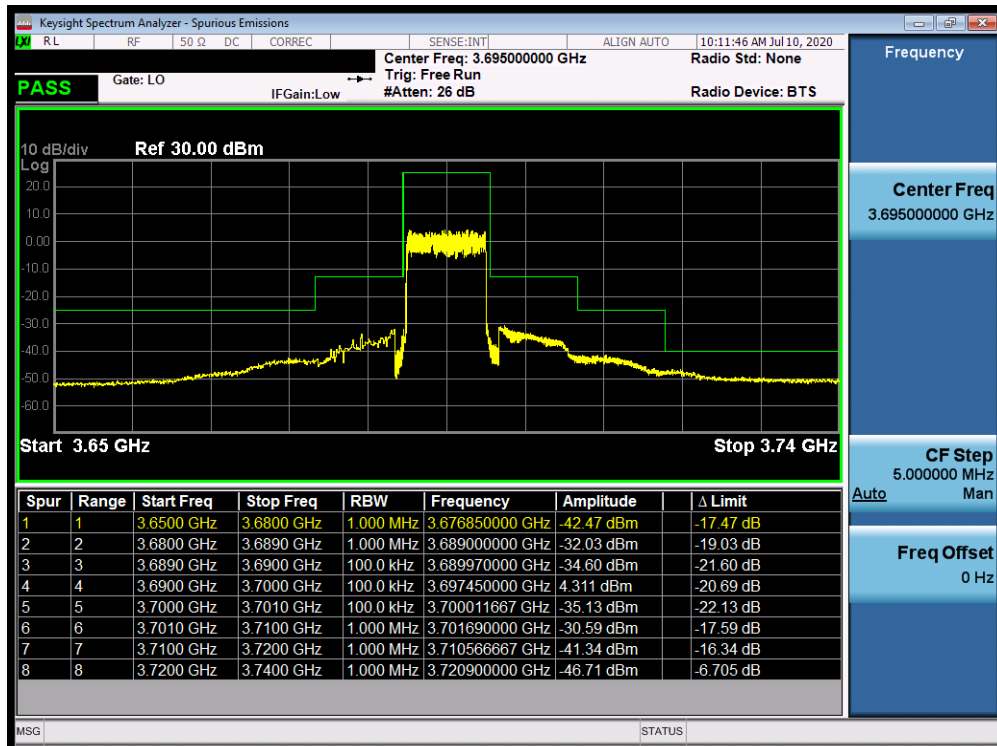 Keysight Spectrum Analyzer - Spurious Emissions
LXI RL RF 50 Ω DC CORREC SENSE:INT ALIGN AUTO 10:11:46 AM Jul 10, 2020
Center Freq: 3.695000000 GHz Radio Std: None
Gate: LO Trig: Free Run
PASS IFGain:Low #Atten: 26 dB Radio Device: BTS
10 dB/div Ref 30.00 dBm
Log
20.0
10.0
0.00
-10.0
-20.0
-30.0
-40.0
-50.0
-60.0
Start 3.65 GHz Stop 3.74 GHz
Spur Range Start Freq Stop Freq RBW Frequency Amplitude Δ Limit
1 1 3.6500 GHz 3.6800 GHz 1.000 MHz 3.676850000 GHz -42.47 dBm -17.47 dB
2 2 3.6800 GHz 3.6890 GHz 1.000 MHz 3.689000000 GHz -32.03 dBm -19.03 dB
3 3 3.6890 GHz 3.6900 GHz 100.0 kHz 3.689970000 GHz -34.60 dBm -21.60 dB
4 4 3.6900 GHz 3.7000 GHz 100.0 kHz 3.697450000 GHz 4.311 dBm -20.69 dB
5 5 3.7000 GHz 3.7010 GHz 100.0 kHz 3.700011667 GHz -35.13 dBm -22.13 dB
6 6 3.7010 GHz 3.7100 GHz 1.000 MHz 3.701690000 GHz -30.59 dBm -17.59 dB
7 7 3.7100 GHz 3.7200 GHz 1.000 MHz 3.710566667 GHz -41.34 dBm -16.34 dB
8 8 3.7200 GHz 3.7400 GHz 1.000 MHz 3.720900000 GHz -46.71 dBm -6.705 dB
MSG STATUS
Frequency
Center Freq
3.695000000 GHz
CF Step
5.000000 MHz
Auto Man
Freq Offset
0 Hz